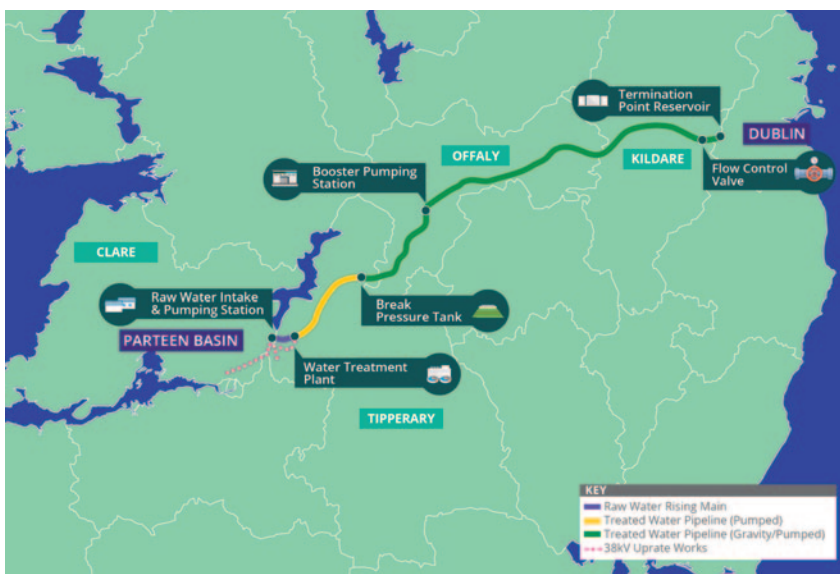 Termination
Point Reservoir
DUBLIN
OFFALY
KILDARE
Flow Control
Valve
Booster Pumping
Station
CLARE
Raw Water Intake
& Pumping Station
Break
Pressure Tank
PARTEEN BASIN
Water Treatment
Plant
TIPPERARY
KEY
Raw Water Rising Main
Treated Water Pipeline (Pumped)
Treated Water Pipeline (Gravity/Pumped)
38kV Uprate Works